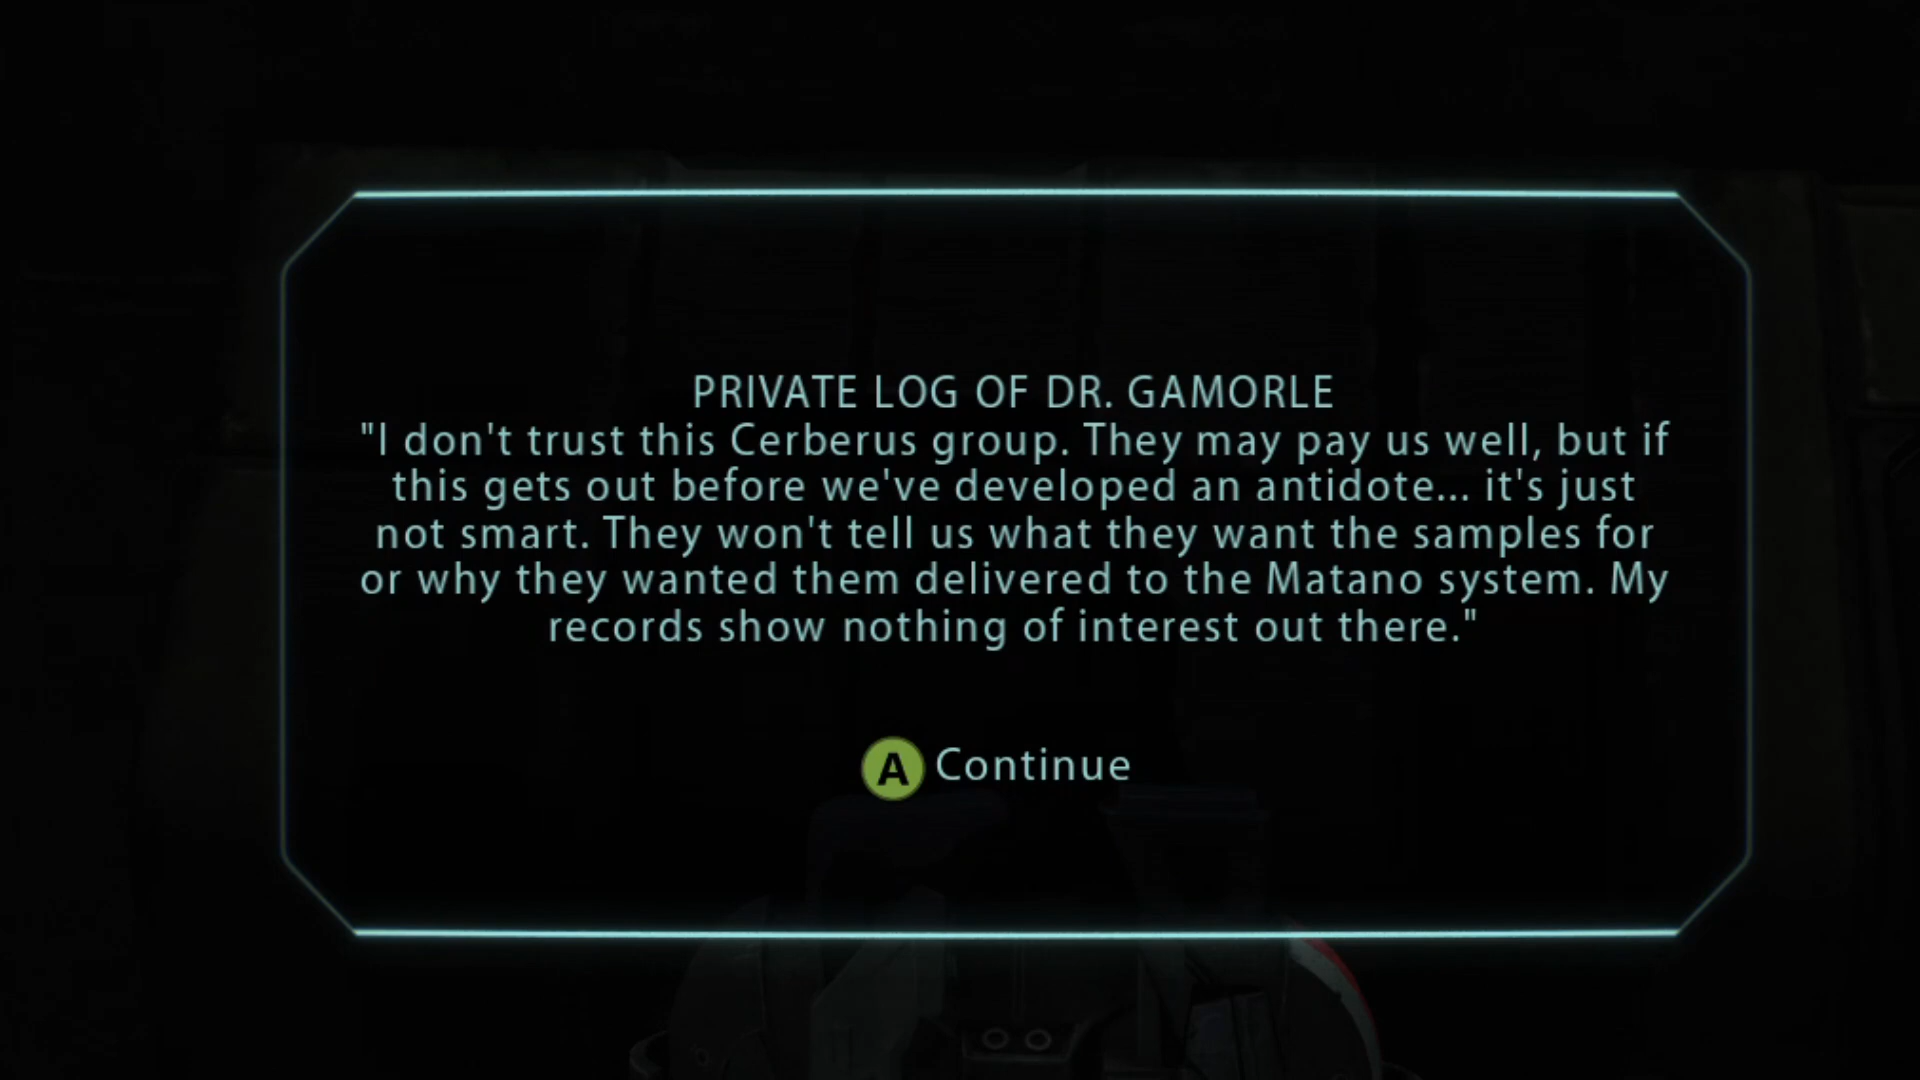 PRIVATE LOG OF DR. GAMORLE
"I don't trust this Cerberus group. They may pay us well, but if
this gets out before we've developed an antidote... it's just
not smart. They won't tell us what they want the samples for
or why they wanted them delivered to the Matano system. My
records show nothing of interest out there."
A Continue